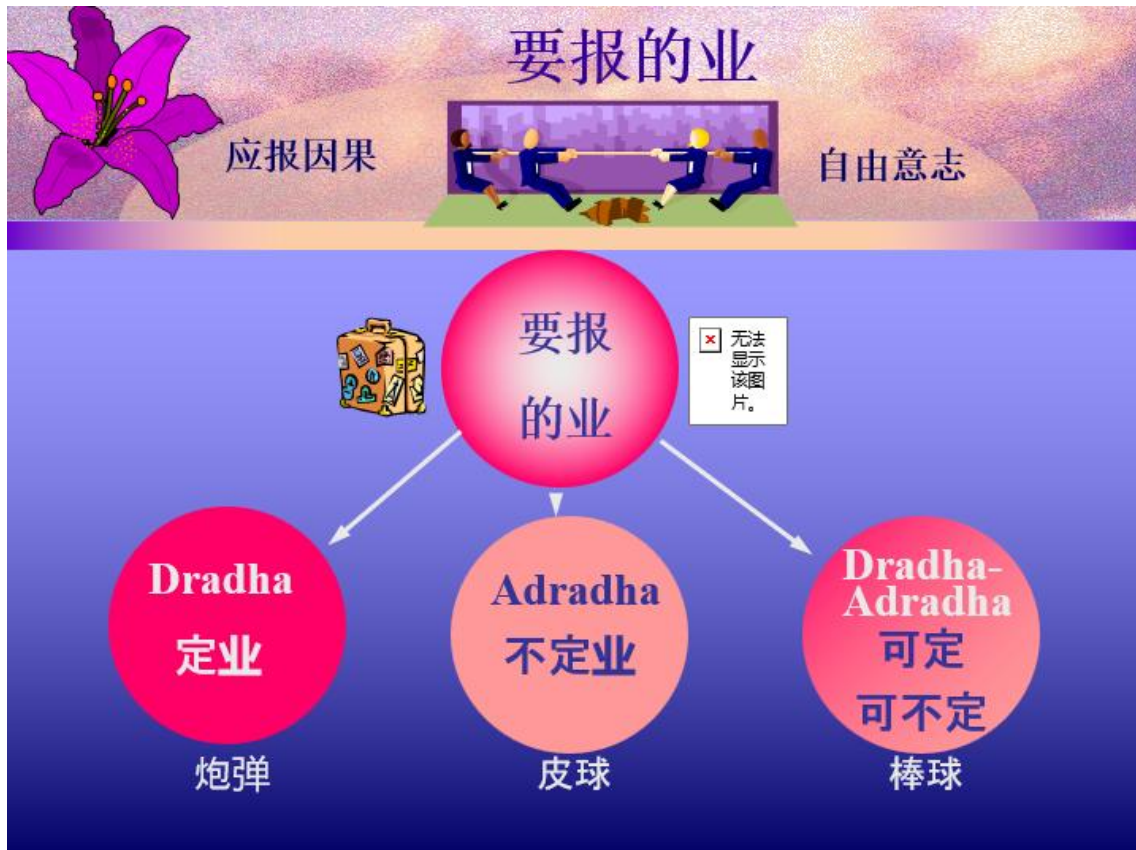 要报的业
应报因果
自由意志
要报
的业
无法
显示
该图
片。
Dradha
定业
Adradha
不定业
Dradha-
Adradha
可定
可不定
炮弹
皮球
棒球